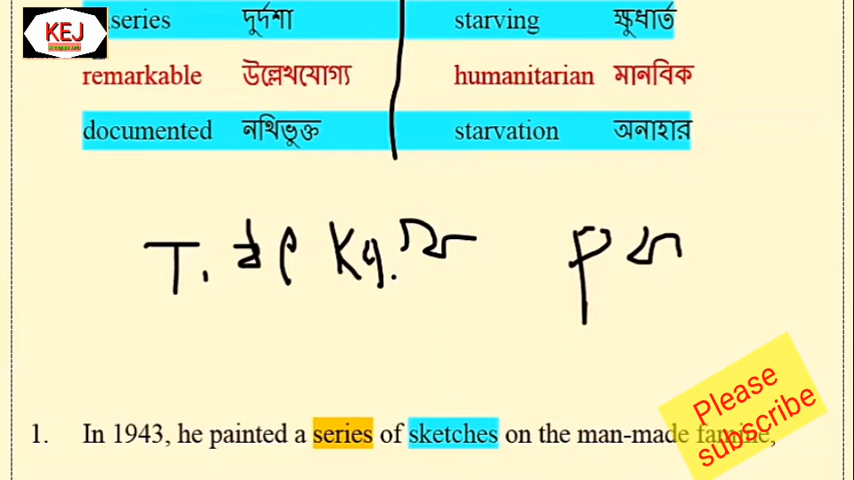 KEJ
series দুর্দশা starving ক্ষুধার্ত
remarkable উল্লেখযোগ্য humanitarian মানবিক
documented নথিভুক্ত starvation অনাহার
T.
1. In 1943, he painted a series of sketches on the man-made famine,
Please
subscribe